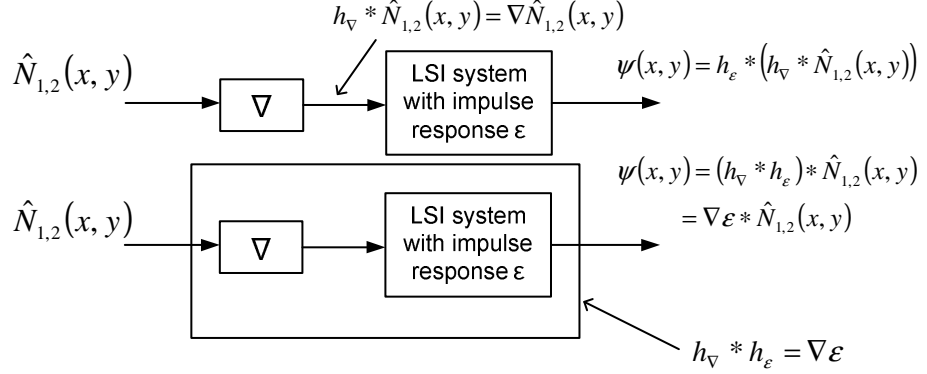 h_∇ * N̂_{1,2}(x, y) = ∇N̂_{1,2}(x, y)
N̂_{1,2}(x, y)
∇
LSI system
with impulse
response ε
ψ(x, y) = h_ε * (h_∇ * N̂_{1,2}(x, y))
N̂_{1,2}(x, y)
∇
LSI system
with impulse
response ε
ψ(x, y) = (h_∇ * h_ε) * N̂_{1,2}(x, y)
= ∇ε * N̂_{1,2}(x, y)
h_∇ * h_ε = ∇ε